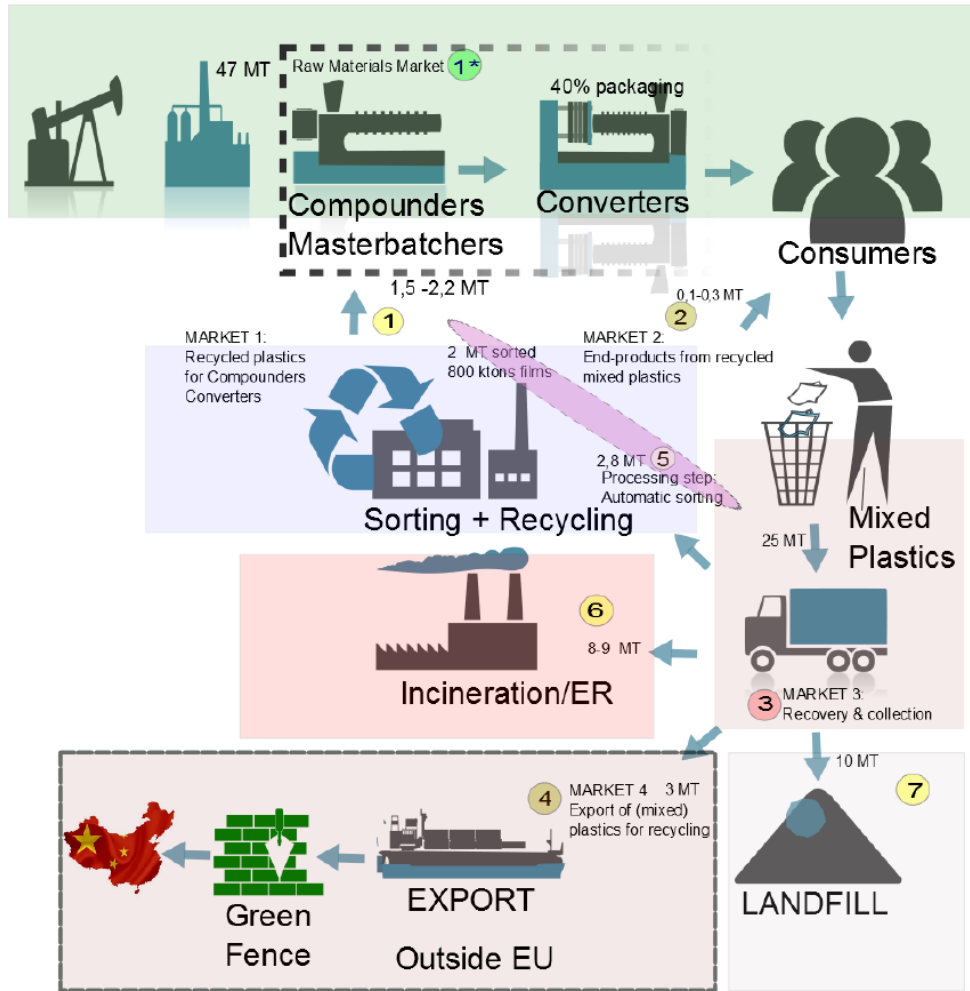 47 MT
Raw Materials Market
1*
40% packaging
Compounders
Masterbatchers
Converters
Consumers
1,5 -2,2 MT
1
MARKET 1:
Recycled plastics
for Compounders
Converters
2 MT sorted
800 ktons films
0,1-0,3 MT
2
MARKET 2:
End-products from recycled
mixed plastics
2,8 MT
5
Processing step:
Automatic sorting
Sorting + Recycling
Mixed
Plastics
25 MT
6
8-9 MT
Incineration/ER
3
MARKET 3:
Recovery & collection
10 MT
7
LANDFILL
4
MARKET 4 3 MT
Export of (mixed)
plastics for recycling
EXPORT
Green
Fence
Outside EU